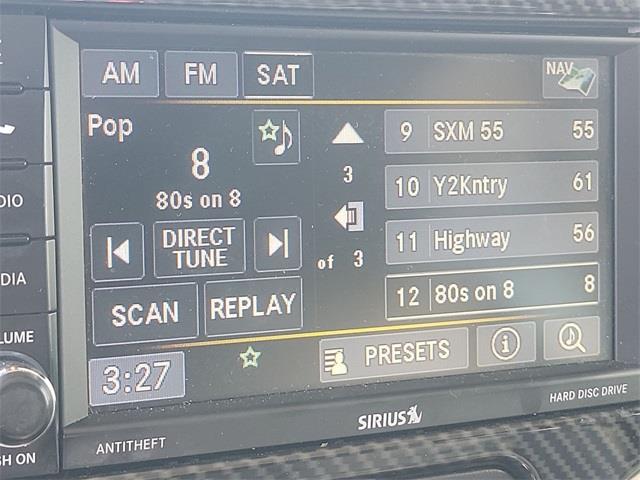 AM FM SAT NAV
Pop
8
80s on 8
DIRECT
TUNE
SCAN REPLAY
3
of 3
9 SXM 55 55
10 Y2Kntry 61
11 Highway 56
12 80s on 8 8
3:27
PRESETS
SIRIUS
HARD DISC DRIVE
ANTITHEFT
DIO
DIA
LUME
SH ON